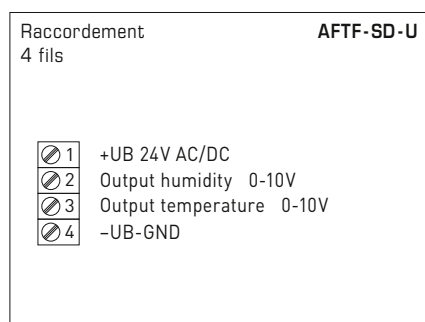 Raccordement AFTF-SD-U
4 fils
1 +UB 24V AC/DC
2 Output humidity 0-10V
3 Output temperature 0-10V
4 –UB-GND